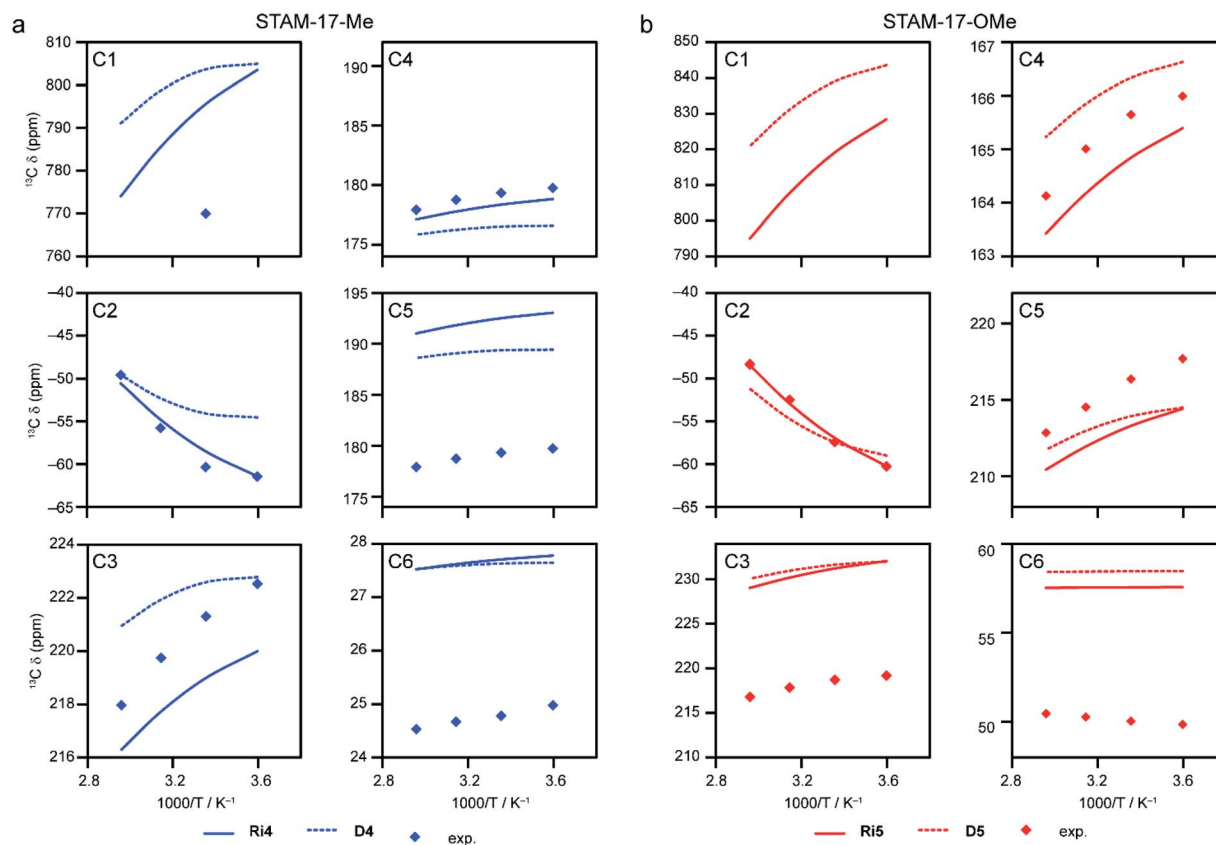 a STAM-17-Me
C1
810
800
790
780
770
760
¹³C δ (ppm)
C4
190
185
180
175
C2
–40
–45
–50
–55
–60
–65
¹³C δ (ppm)
C5
195
190
185
180
175
C3
224
222
220
218
216
¹³C δ (ppm)
2.8 3.2 3.6
1000/T / K⁻¹
C6
28
27
26
25
24
2.8 3.2 3.6
1000/T / K⁻¹
Ri4 D4 exp.
b STAM-17-OMe
C1
850
840
830
820
810
800
790
C4
167
166
165
164
163
C2
–40
–45
–50
–55
–60
–65
C5
220
215
210
C3
230
225
220
215
210
2.8 3.2 3.6
1000/T / K⁻¹
C6
60
55
50
2.8 3.2 3.6
1000/T / K⁻¹
Ri5 D5 exp.